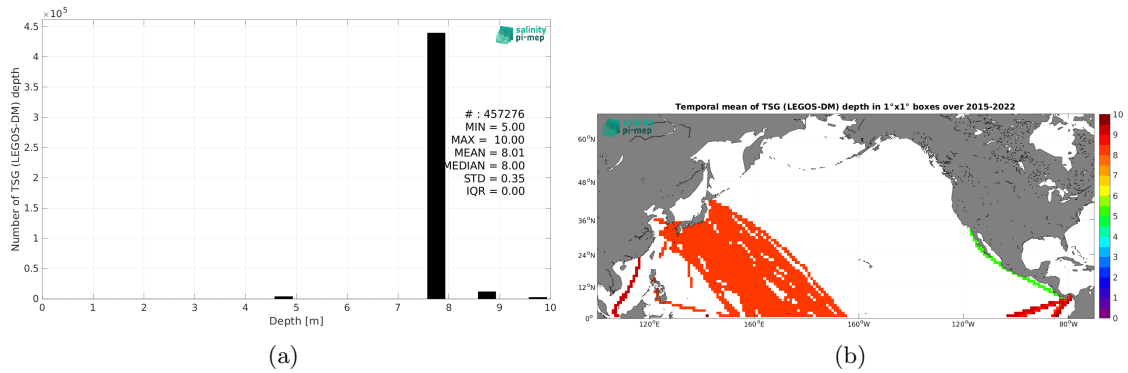 ×10⁵
4.5
4
3.5
3
2.5
2
1.5
1
0.5
0
Number of TSG (LEGOS-DM) depth
salinity
pi-mep
# : 457276
MIN = 5.00
MAX = 10.00
MEAN = 8.01
MEDIAN = 8.00
STD = 0.35
IQR = 0.00
0 1 2 3 4 5 6 7 8 9 10
Depth [m]
(a)
Temporal mean of TSG (LEGOS-DM) depth in 1°x1° boxes over 2015-2022
salinity
pi-mep
60°N
48°N
36°N
24°N
12°N
0°
120°E 160°E 160°W 120°W 80°W
10
9
8
7
6
5
4
3
2
1
0
(b)